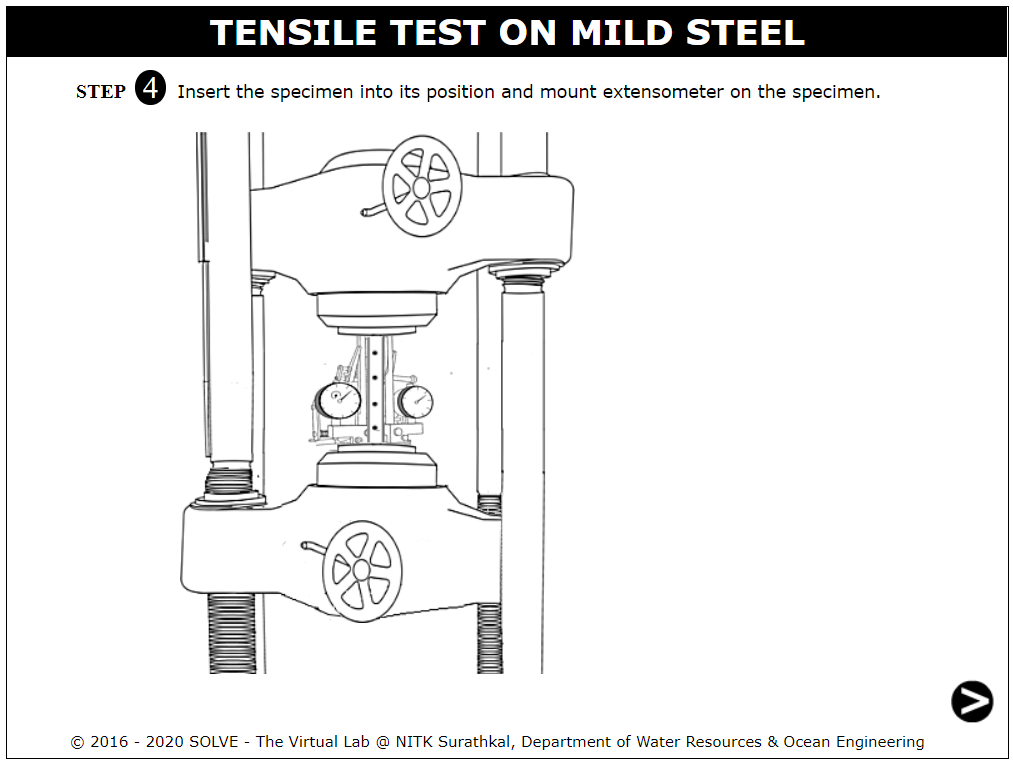 TENSILE TEST ON MILD STEEL
STEP 4 Insert the specimen into its position and mount extensometer on the specimen.
© 2016 - 2020 SOLVE - The Virtual Lab @ NITK Surathkal, Department of Water Resources & Ocean Engineering